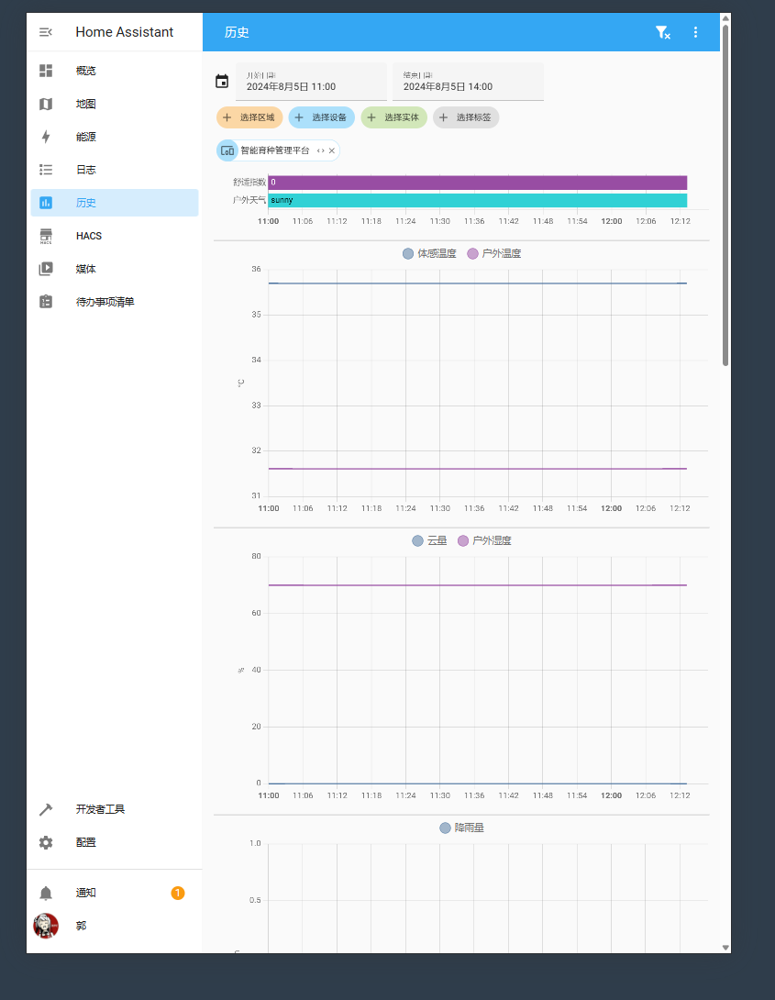 Home Assistant
历史
概览
地图
能源
日志
历史
HACS
HACS
媒体
待办事项清单
开发者工具
配置
通知
1
郭
开始日期
2024年8月5日 11:00
结束日期
2024年8月5日 14:00
选择区域
选择设备
选择实体
选择标签
智能育种管理平台
舒适指数
0
户外天气
sunny
11:00 11:06 11:12 11:18 11:24 11:30 11:36 11:42 11:48 11:54 12:00 12:06 12:12
体感温度 户外温度
36
35
34
°C
33
32
31
11:00 11:06 11:12 11:18 11:24 11:30 11:36 11:42 11:48 11:54 12:00 12:06 12:12
云量 户外湿度
80
60
%
40
20
0
11:00 11:06 11:12 11:18 11:24 11:30 11:36 11:42 11:48 11:54 12:00 12:06 12:12
降雨量
1.0
0.5